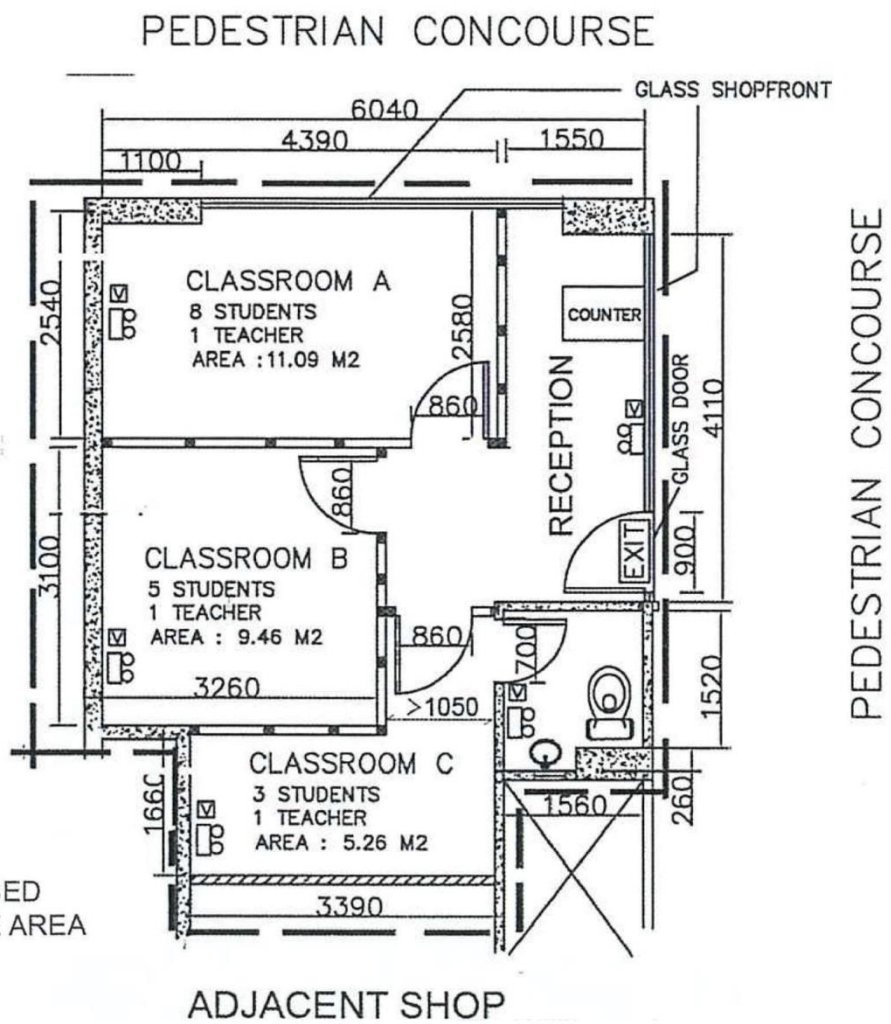 PEDESTRIAN CONCOURSE
GLASS SHOPFRONT
6040
4390
1550
1100
CLASSROOM A
8 STUDENTS
1 TEACHER
AREA :11.09 M2
2540
2580
COUNTER
V
V
860
RECEPTION
GLASS DOOR
4110
PEDESTRIAN CONCOURSE
860
EXIT
900
3100
CLASSROOM B
5 STUDENTS
1 TEACHER
AREA : 9.46 M2
V
860
700
V
1520
3260
>1050
CLASSROOM C
3 STUDENTS
1 TEACHER
AREA : 5.26 M2
V
1660
1560
260
3390
ED
AREA
ADJACENT SHOP